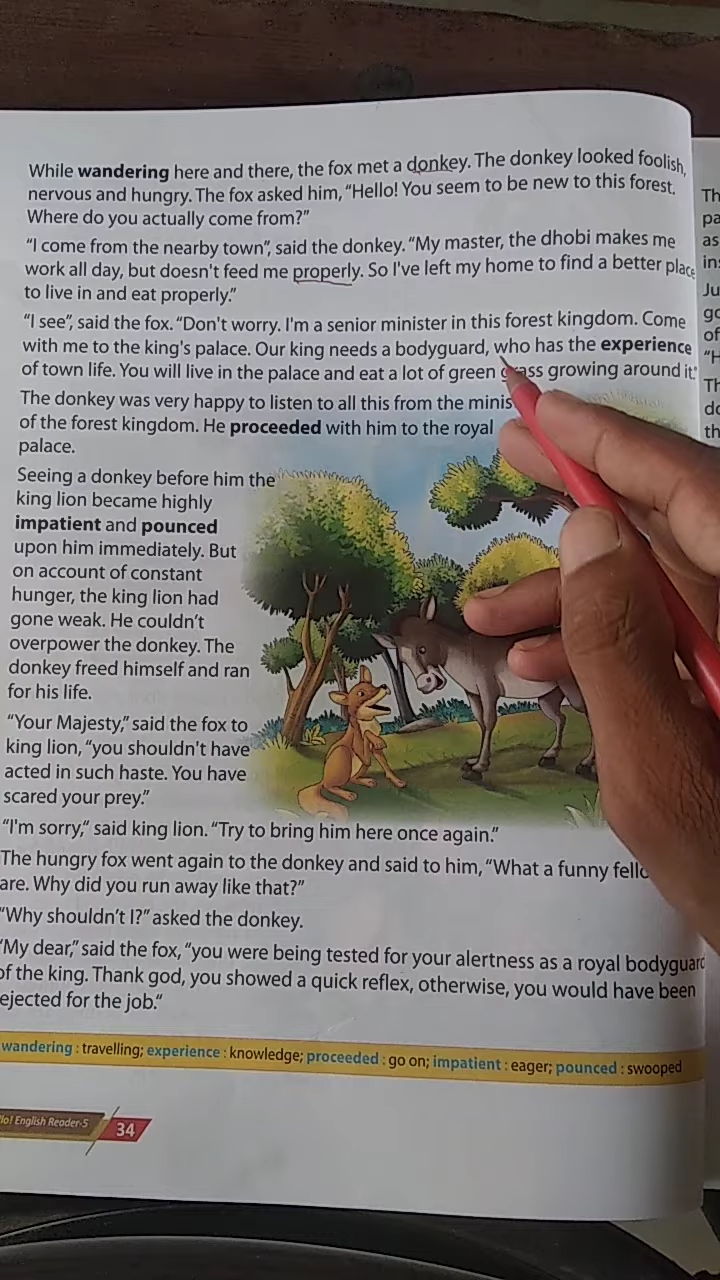 While wandering here and there, the fox met a donkey. The donkey looked foolish,
nervous and hungry. The fox asked him, “Hello! You seem to be new to this forest.
Where do you actually come from?”
“I come from the nearby town”, said the donkey. “My master, the dhobi makes me
work all day, but doesn't feed me properly. So I've left my home to find a better place
to live in and eat properly.”
“I see”, said the fox. “Don't worry. I'm a senior minister in this forest kingdom. Come
with me to the king's palace. Our king needs a bodyguard, who has the experience
of town life. You will live in the palace and eat a lot of green grass growing around it.”
The donkey was very happy to listen to all this from the minis
of the forest kingdom. He proceeded with him to the royal
palace.
Seeing a donkey before him the
king lion became highly
impatient and pounced
upon him immediately. But
on account of constant
hunger, the king lion had
gone weak. He couldn't
overpower the donkey. The
donkey freed himself and ran
for his life.
“Your Majesty,” said the fox to
king lion, “you shouldn't have
acted in such haste. You have
scared your prey.”
“I'm sorry,” said king lion. “Try to bring him here once again.”
The hungry fox went again to the donkey and said to him, “What a funny fello
are. Why did you run away like that?”
“Why shouldn't I?” asked the donkey.
“My dear,” said the fox, “you were being tested for your alertness as a royal bodyguard
of the king. Thank god, you showed a quick reflex, otherwise, you would have been
ejected for the job.“
wandering : travelling; experience : knowledge; proceeded : go on; impatient : eager; pounced : swooped
lo! English Reader-5
34
Th
pa
as
in
Ju
go
of
“H
Th
do
th